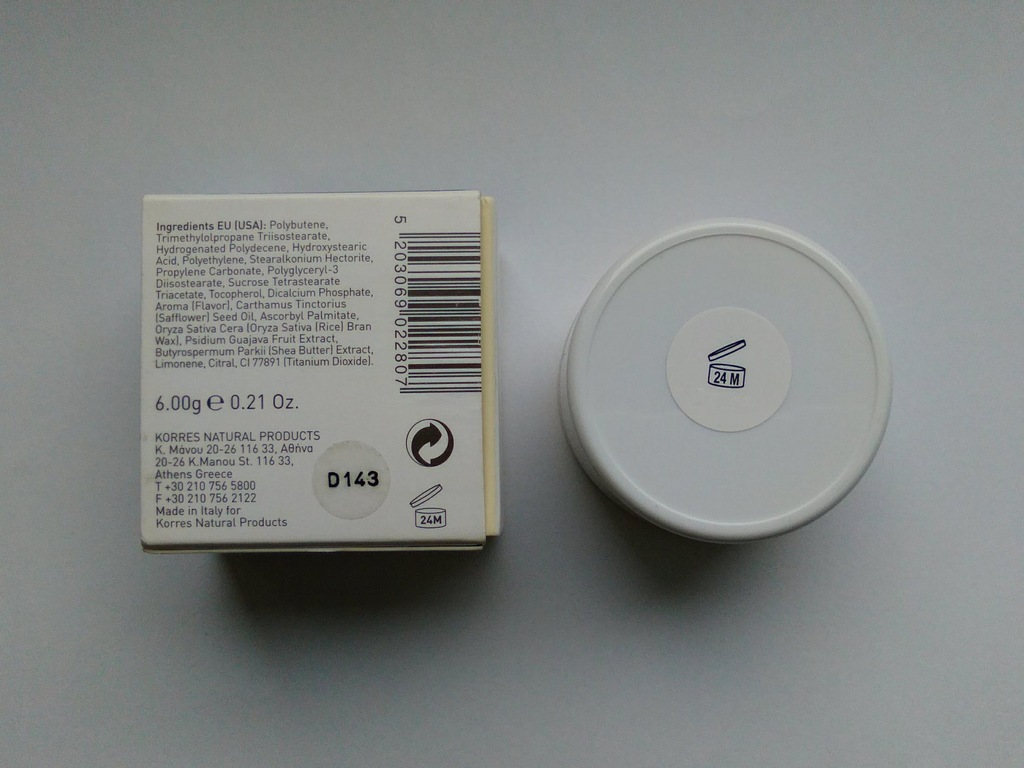 Ingredients EU (USA): Polybutene,
Trimethylolpropane Triisostearate,
Hydrogenated Polydecene, Hydroxystearic
Acid, Polyethylene, Stearalkonium Hectorite,
Propylene Carbonate, Polyglyceryl-3
Diisostearate, Sucrose Tetrastearate
Triacetate, Tocopherol, Dicalcium Phosphate,
Aroma (Flavor), Carthamus Tinctorius
(Safflower) Seed Oil, Ascorbyl Palmitate,
Oryza Sativa Cera (Oryza Sativa (Rice) Bran
Wax), Psidium Guajava Fruit Extract,
Butyrospermum Parkii (Shea Butter) Extract,
Limonene, Citral, CI 77891 (Titanium Dioxide).
6.00g ℮ 0.21 Oz.
KORRES NATURAL PRODUCTS
Κ. Μάνου 20-26 116 33, Αθήνα
20-26 K.Manou St. 116 33,
Athens Greece
T +30 210 756 5800
F +30 210 756 2122
Made in Italy for
Korres Natural Products
D143
5 203069 022807
24M
24 M